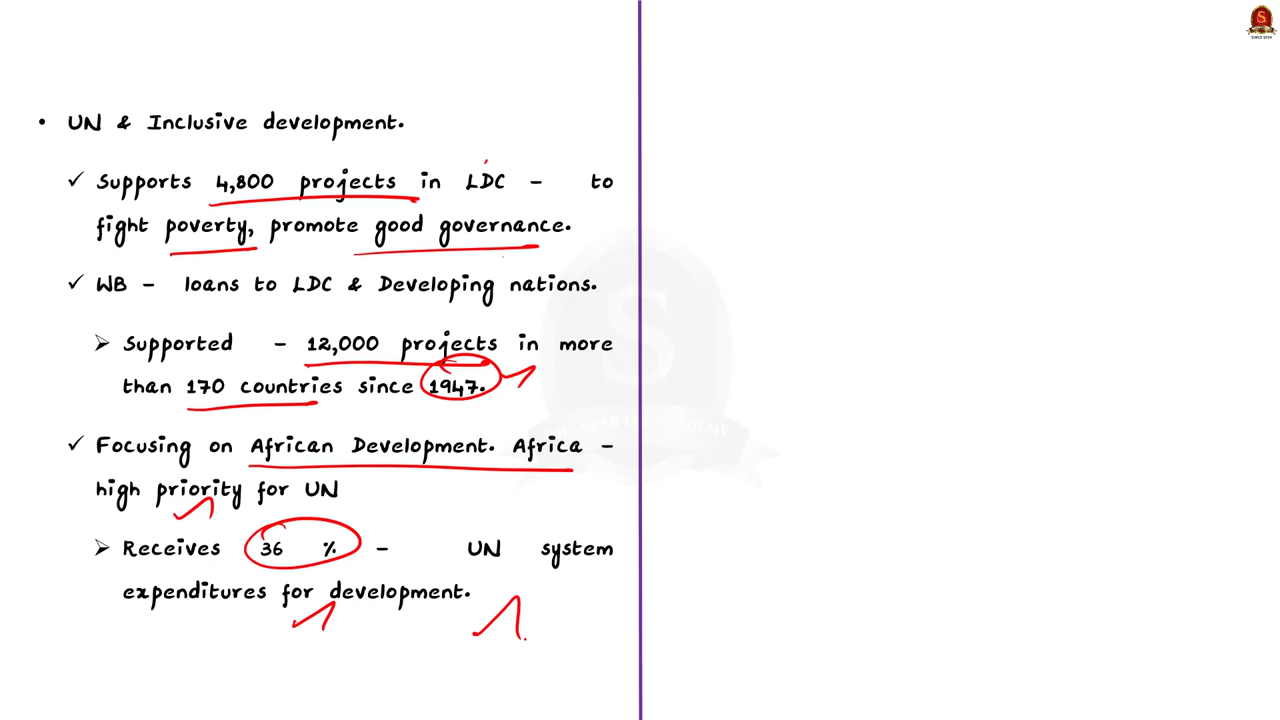 • UN & Inclusive development.
✓ Supports 4,800 projects in LDC – to
fight poverty, promote good governance.
✓ WB – loans to LDC & Developing nations.
➢ Supported – 12,000 projects in more
than 170 countries since 1947.
✓ Focusing on African Development. Africa –
high priority for UN
➢ Receives 36 % – UN system
expenditures for development.
S